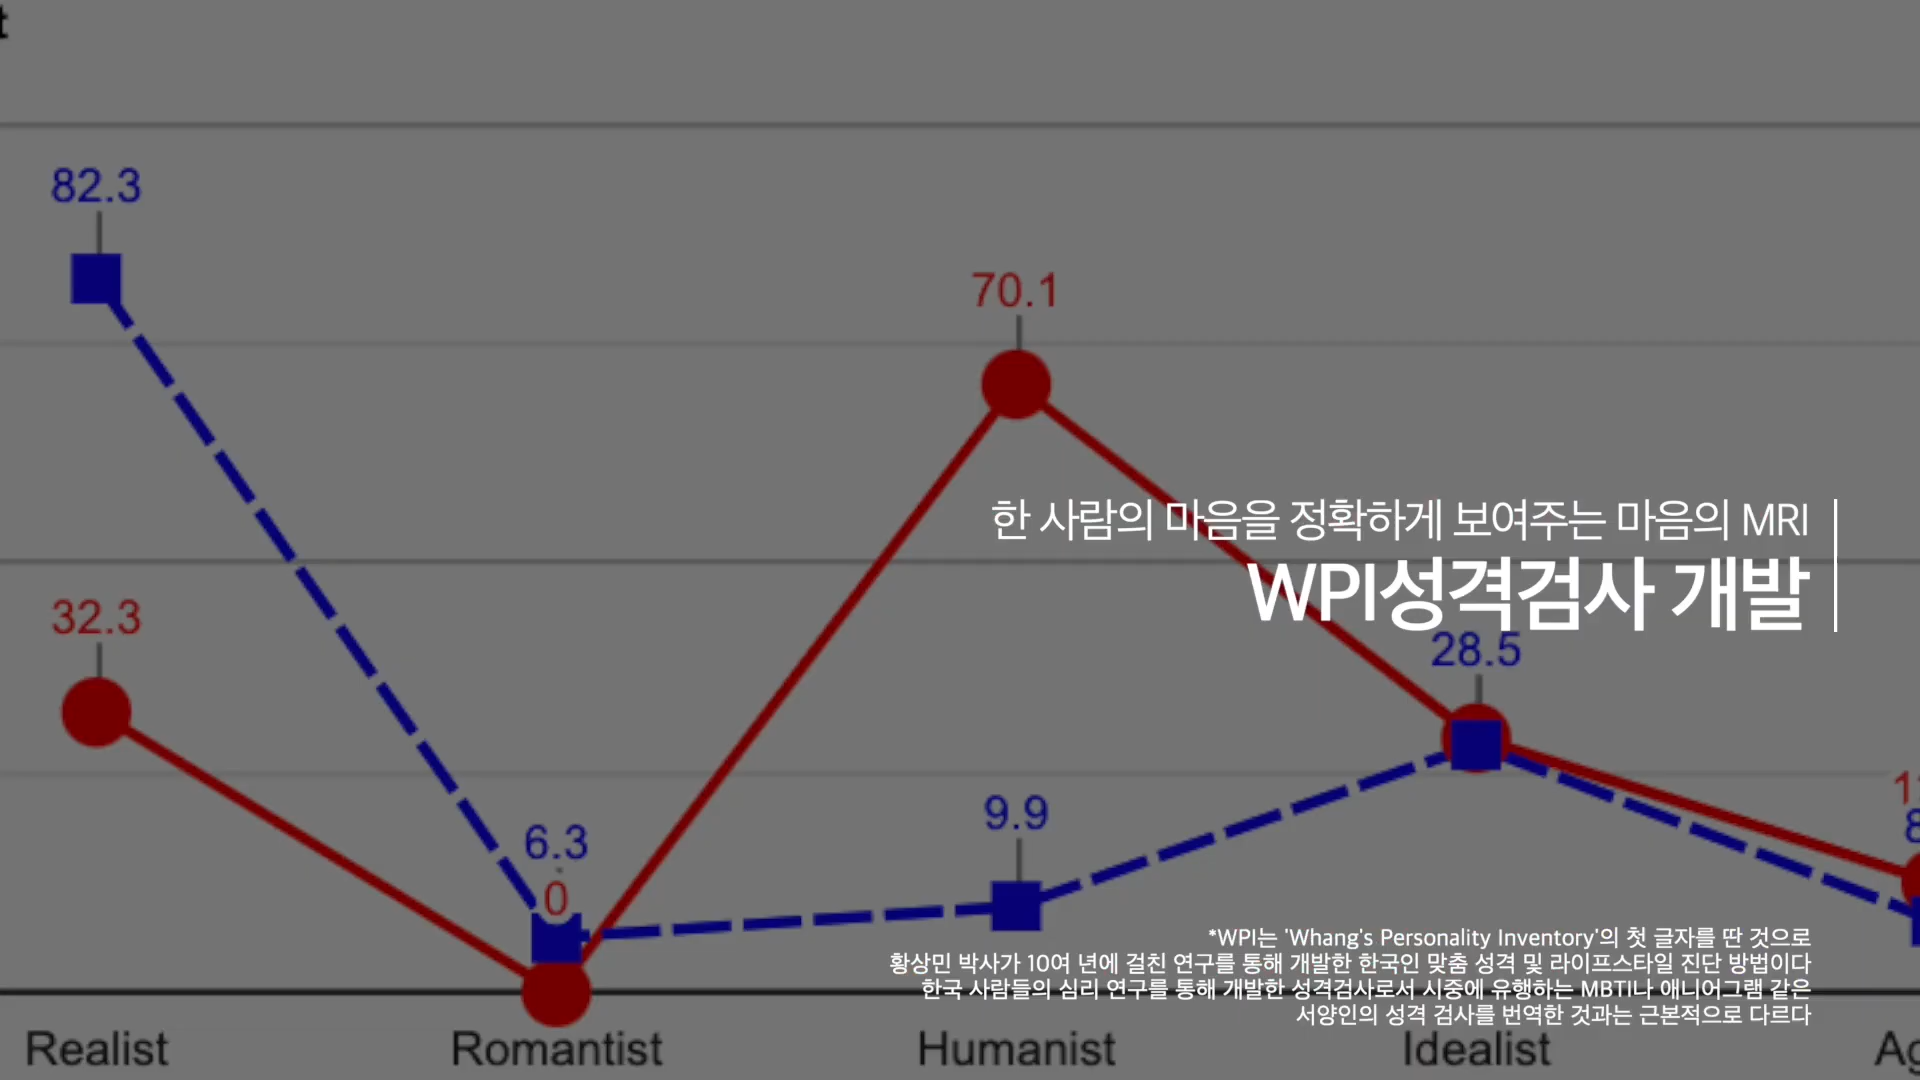 82.3
70.1
한 사람의 마음을 정확하게 보여주는 마음의 MRI
WPI성격검사 개발
32.3
28.5
6.3
0
9.9
*WPI는 'Whang's Personality Inventory'의 첫 글자를 딴 것으로
황상민 박사가 10여 년에 걸친 연구를 통해 개발한 한국인 맞춤 성격 및 라이프스타일 진단 방법이다
한국 사람들의 심리 연구를 통해 개발한 성격검사로서 시중에 유행하는 MBTI나 애니어그램 같은
서양인의 성격 검사를 번역한 것과는 근본적으로 다르다
Realist
Romantist
Humanist
Idealist